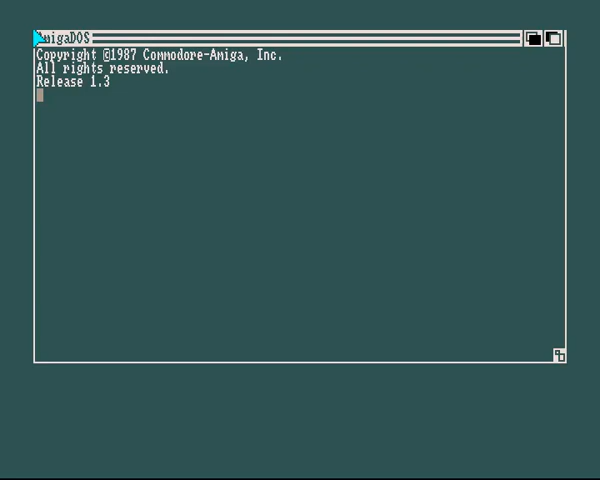 AmigaDOS
Copyright ©1987 Commodore-Amiga, Inc.
All rights reserved.
Release 1.3